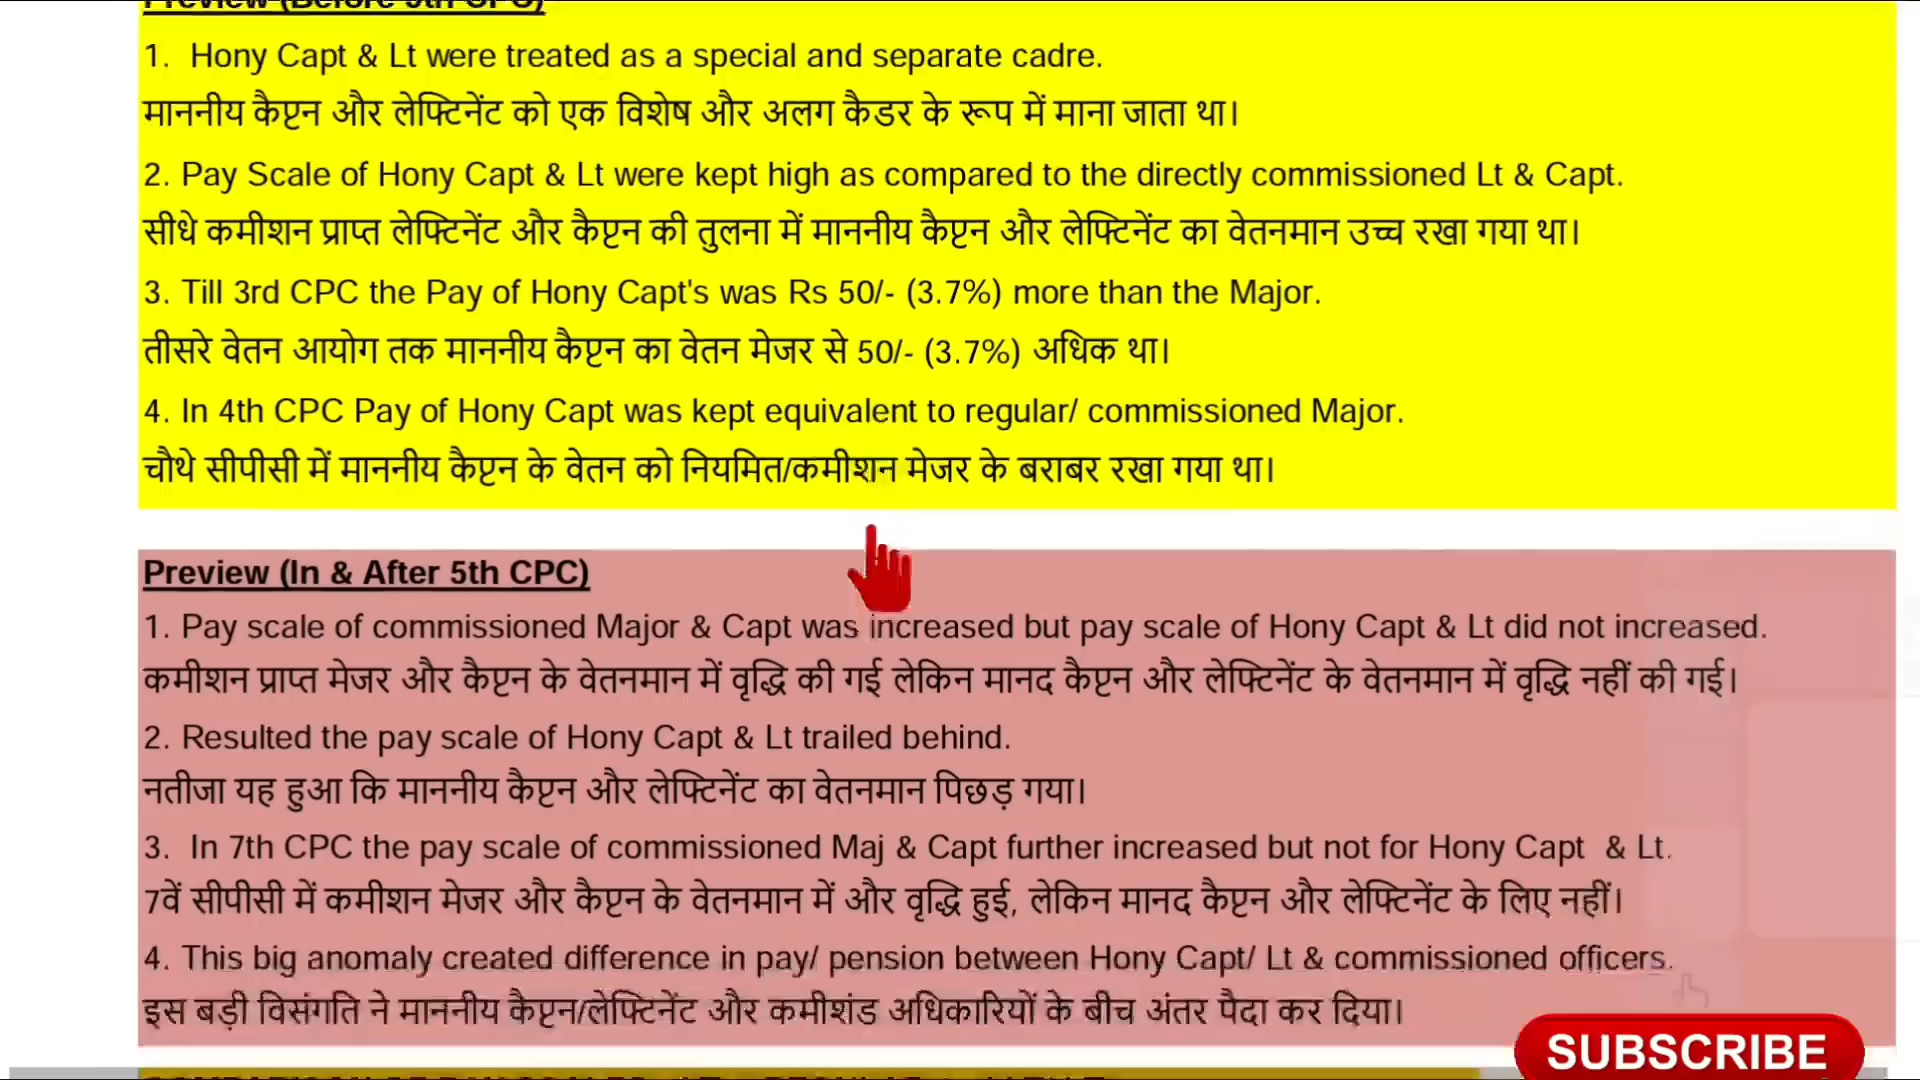 Preview (Before 5th CPC)
1. Hony Capt & Lt were treated as a special and separate cadre.
माननीय कैप्टन और लेफ्टिनेंट को एक विशेष और अलग कैडर के रूप में माना जाता था।
2. Pay Scale of Hony Capt & Lt were kept high as compared to the directly commissioned Lt & Capt.
सीधे कमीशन प्राप्त लेफ्टिनेंट और कैप्टन की तुलना में माननीय कैप्टन और लेफ्टिनेंट का वेतनमान उच्च रखा गया था।
3. Till 3rd CPC the Pay of Hony Capt's was Rs 50/- (3.7%) more than the Major.
तीसरे वेतन आयोग तक माननीय कैप्टन का वेतन मेजर से 50/- (3.7%) अधिक था।
4. In 4th CPC Pay of Hony Capt was kept equivalent to regular/ commissioned Major.
चौथे सीपीसी में माननीय कैप्टन के वेतन को नियमित/कमीशन मेजर के बराबर रखा गया था।
Preview (In & After 5th CPC)
1. Pay scale of commissioned Major & Capt was increased but pay scale of Hony Capt & Lt did not increased.
कमीशन प्राप्त मेजर और कैप्टन के वेतनमान में वृद्धि की गई लेकिन मानद कैप्टन और लेफ्टिनेंट के वेतनमान में वृद्धि नहीं की गई।
2. Resulted the pay scale of Hony Capt & Lt trailed behind.
नतीजा यह हुआ कि माननीय कैप्टन और लेफ्टिनेंट का वेतनमान पिछड़ गया।
3. In 7th CPC the pay scale of commissioned Maj & Capt further increased but not for Hony Capt & Lt.
7वें सीपीसी में कमीशन मेजर और कैप्टन के वेतनमान में और वृद्धि हुई, लेकिन मानद कैप्टन और लेफ्टिनेंट के लिए नहीं।
4. This big anomaly created difference in pay/ pension between Hony Capt/ Lt & commissioned officers.
इस बड़ी विसंगति ने माननीय कैप्टन/लेफ्टिनेंट और कमीशंड अधिकारियों के बीच अंतर पैदा कर दिया।
SUBSCRIBE